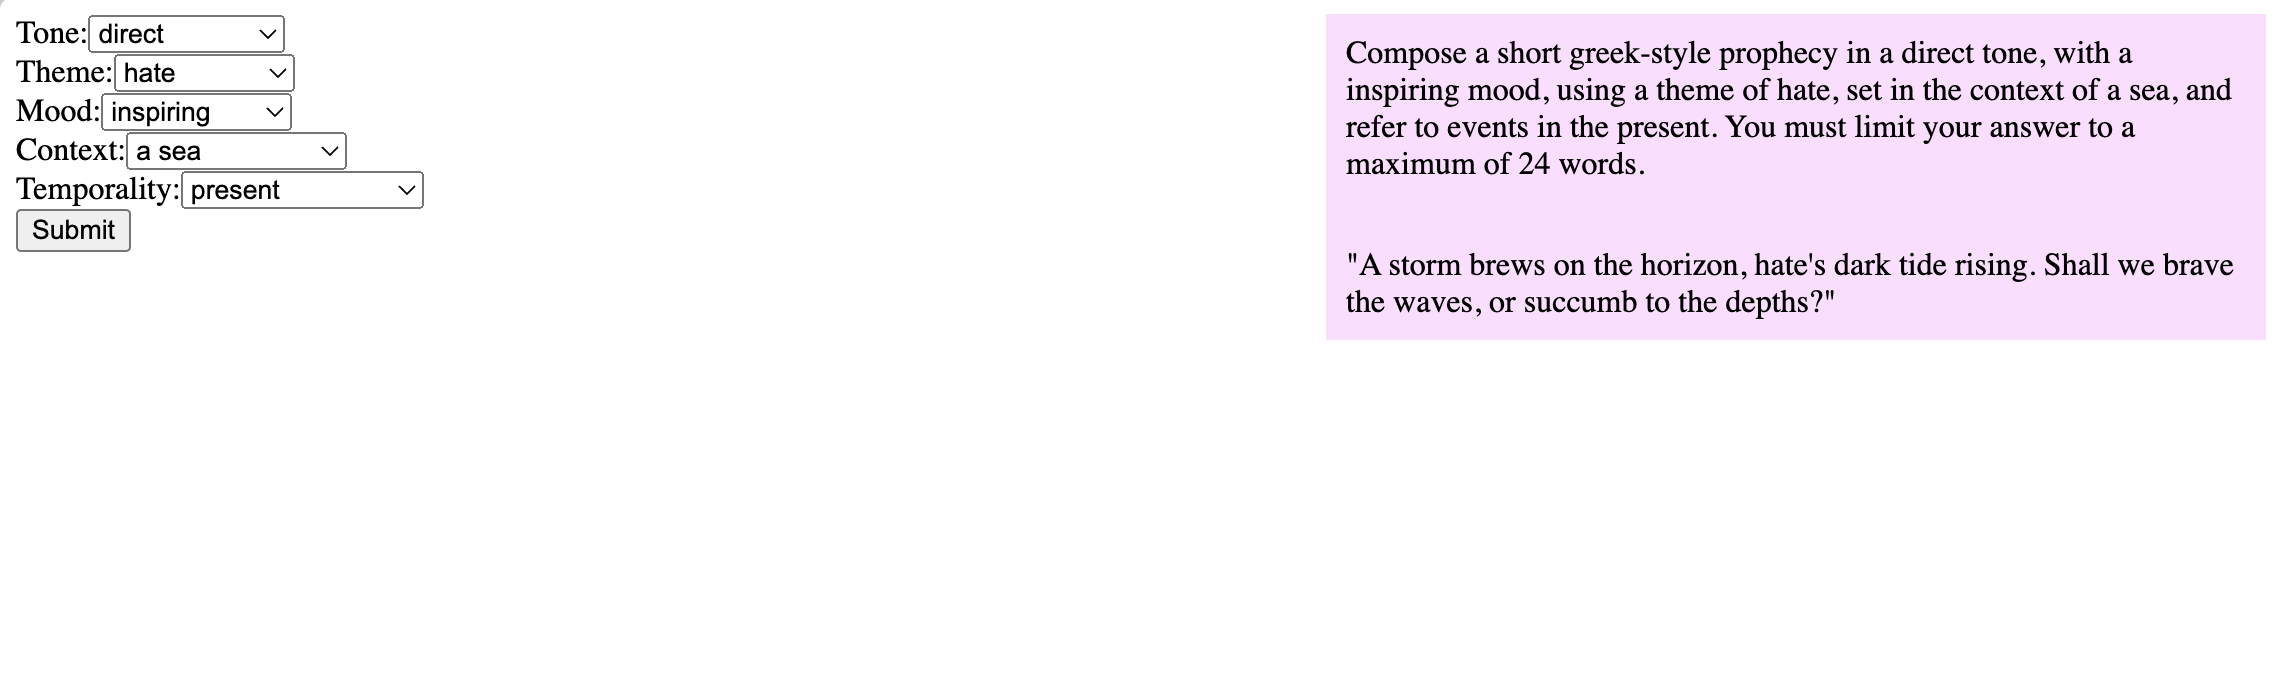 Tone: direct
Theme: hate
Mood: inspiring
Context: a sea
Temporality: present
Submit
Compose a short greek-style prophecy in a direct tone, with a
inspiring mood, using a theme of hate, set in the context of a sea, and
refer to events in the present. You must limit your answer to a
maximum of 24 words.
"A storm brews on the horizon, hate's dark tide rising. Shall we brave
the waves, or succumb to the depths?"